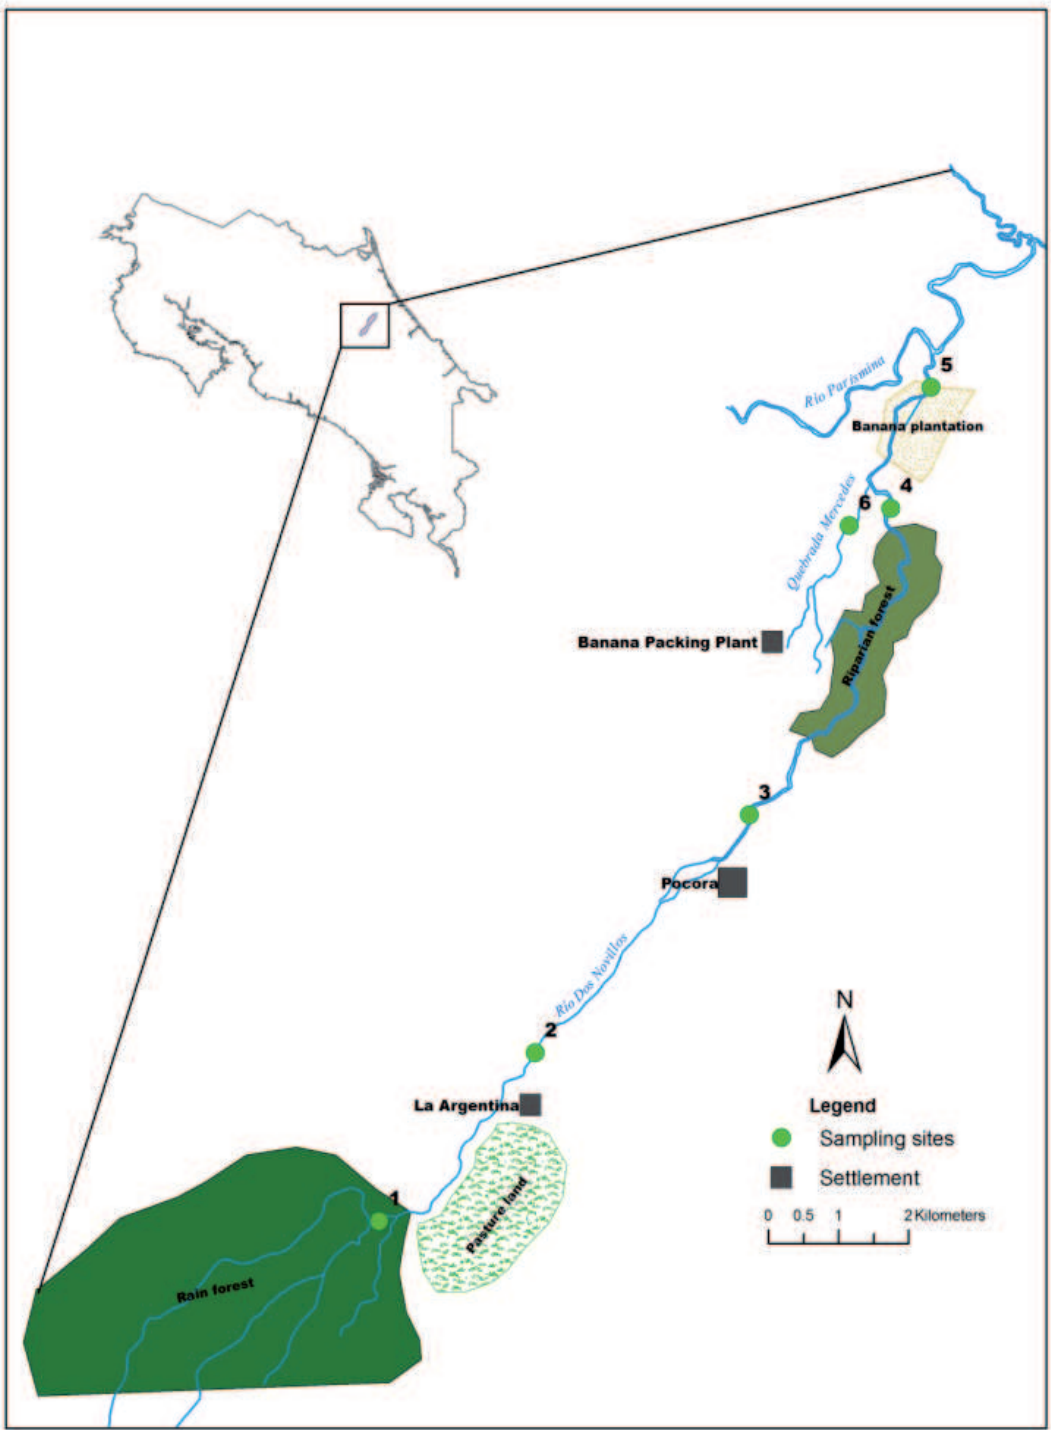 5
Río Parismina
Banana plantation
4
6
Quebrada Mercedes
Riparian forest
Banana Packing Plant
3
Pocora
Río Dos Novillos
2
La Argentina
Pasture land
1
Rain forest
N
Legend
Sampling sites
Settlement
0 0.5 1 2 Kilometers